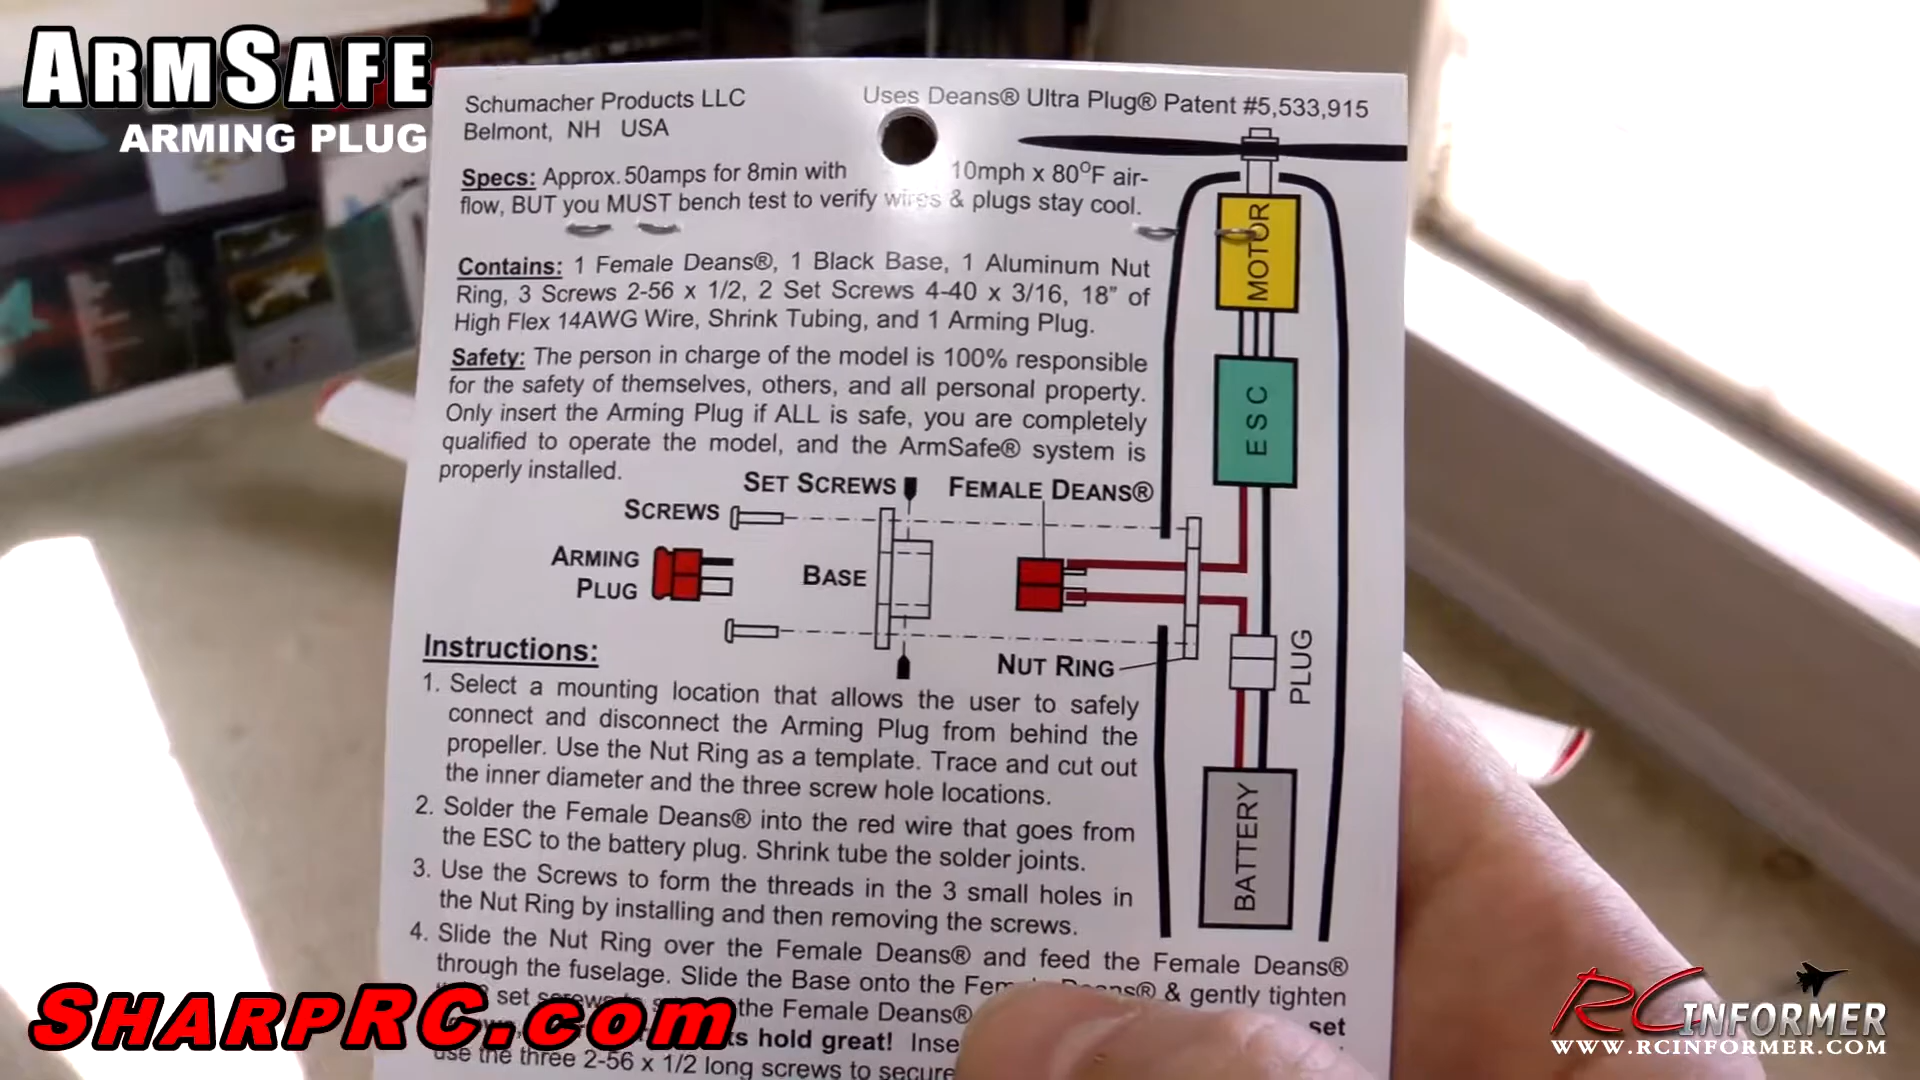 ARMSAFE
ARMING PLUG
Schumacher Products LLC
Belmont, NH USA
Uses Deans® Ultra Plug® Patent #5,533,915
Specs: Approx. 50amps for 8min with 10mph x 80°F air-
flow, BUT you MUST bench test to verify wires & plugs stay cool.
Contains: 1 Female Deans®, 1 Black Base, 1 Aluminum Nut
Ring, 3 Screws 2-56 x 1/2, 2 Set Screws 4-40 x 3/16, 18” of
High Flex 14AWG Wire, Shrink Tubing, and 1 Arming Plug.
Safety: The person in charge of the model is 100% responsible
for the safety of themselves, others, and all personal property.
Only insert the Arming Plug if ALL is safe, you are completely
qualified to operate the model, and the ArmSafe® system is
properly installed.
SET SCREWS
FEMALE DEANS®
SCREWS
ARMING
PLUG
BASE
NUT RING
MOTOR
ESC
PLUG
BATTERY
Instructions:
1. Select a mounting location that allows the user to safely
connect and disconnect the Arming Plug from behind the
propeller. Use the Nut Ring as a template. Trace and cut out
the inner diameter and the three screw hole locations.
2. Solder the Female Deans® into the red wire that goes from
the ESC to the battery plug. Shrink tube the solder joints.
3. Use the Screws to form the threads in the 3 small holes in
the Nut Ring by installing and then removing the screws.
4. Slide the Nut Ring over the Female Deans® and feed the Female Deans®
through the fuselage. Slide the Base onto the & gently tighten
set the Female Deans® set
hold great!
use the three 2-56 x 1/2 long screws to secure
SHARPRC.com
RCINFORMER
WWW.RCINFORMER.COM